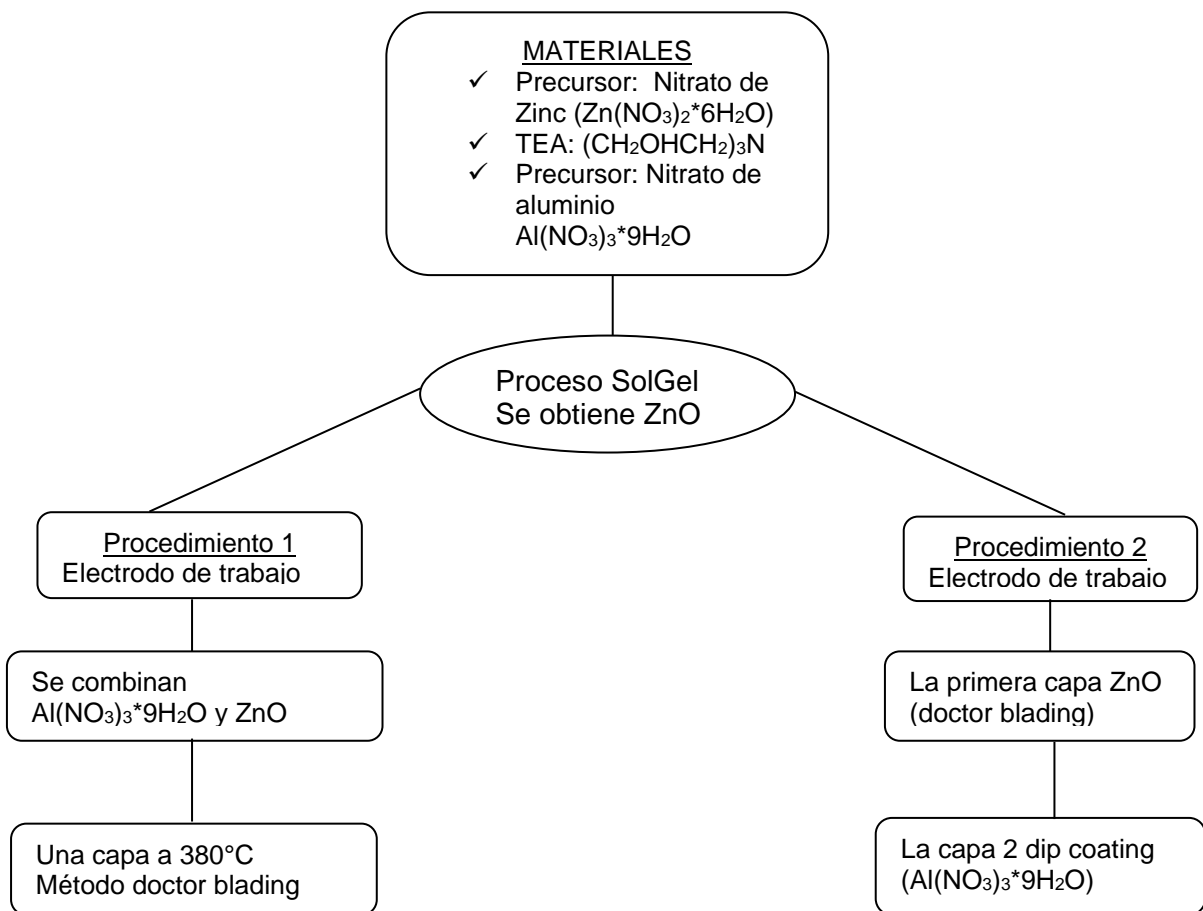 MATERIALES
✓ Precursor: Nitrato de
Zinc (Zn(NO₃)₂*6H₂O)
✓ TEA: (CH₂OHCH₂)₃N
✓ Precursor: Nitrato de
aluminio
Al(NO₃)₃*9H₂O
Proceso SolGel
Se obtiene ZnO
Procedimiento 1
Electrodo de trabajo
Se combinan
Al(NO₃)₃*9H₂O y ZnO
Una capa a 380°C
Método doctor blading
Procedimiento 2
Electrodo de trabajo
La primera capa ZnO
(doctor blading)
La capa 2 dip coating
(Al(NO₃)₃*9H₂O)